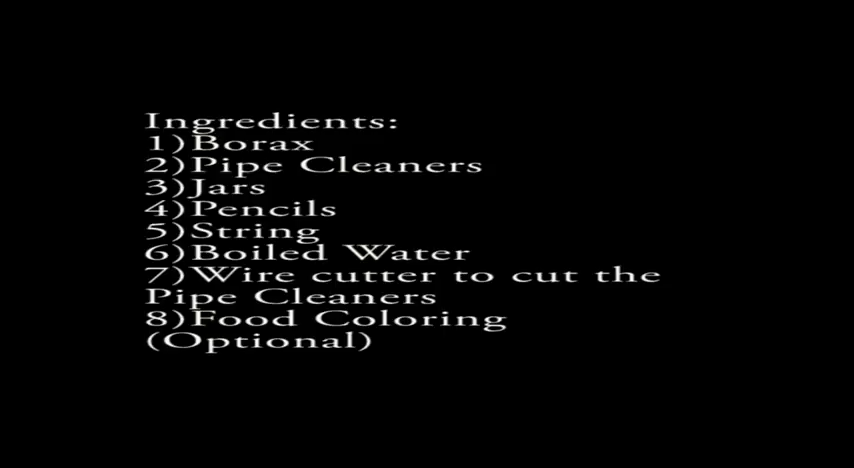 Ingredients:
1)Borax
2)Pipe Cleaners
3)Jars
4)Pencils
5)String
6)Boiled Water
7)Wire cutter to cut the
Pipe Cleaners
8)Food Coloring
(Optional)